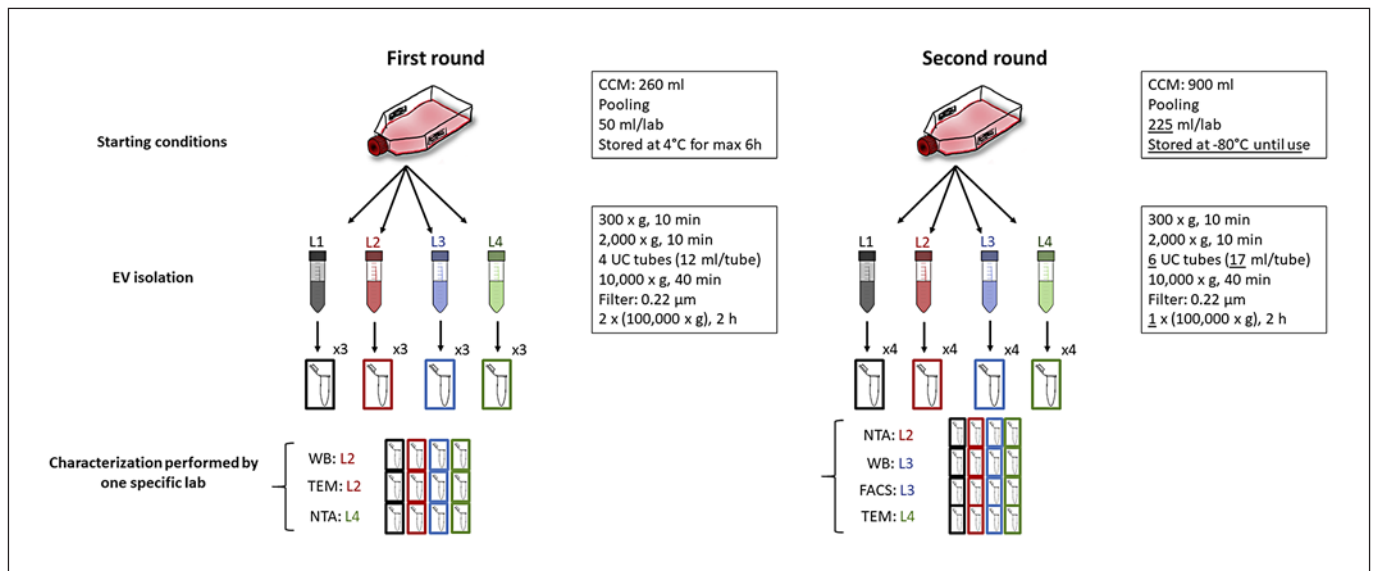 First round
Second round
Starting conditions
CCM: 260 ml
Pooling
50 ml/lab
Stored at 4°C for max 6h
CCM: 900 ml
Pooling
225 ml/lab
Stored at -80°C until use
EV isolation
L1 L2 L3 L4
300 x g, 10 min
2,000 x g, 10 min
4 UC tubes (12 ml/tube)
10,000 x g, 40 min
Filter: 0.22 µm
2 x (100,000 x g), 2 h
L1 L2 L3 L4
300 x g, 10 min
2,000 x g, 10 min
6 UC tubes (17 ml/tube)
10,000 x g, 40 min
Filter: 0.22 µm
1 x (100,000 x g), 2 h
x3 x3 x3 x3
x4 x4 x4 x4
Characterization performed by
one specific lab
WB: L2
TEM: L2
NTA: L4
NTA: L2
WB: L3
FACS: L3
TEM: L4